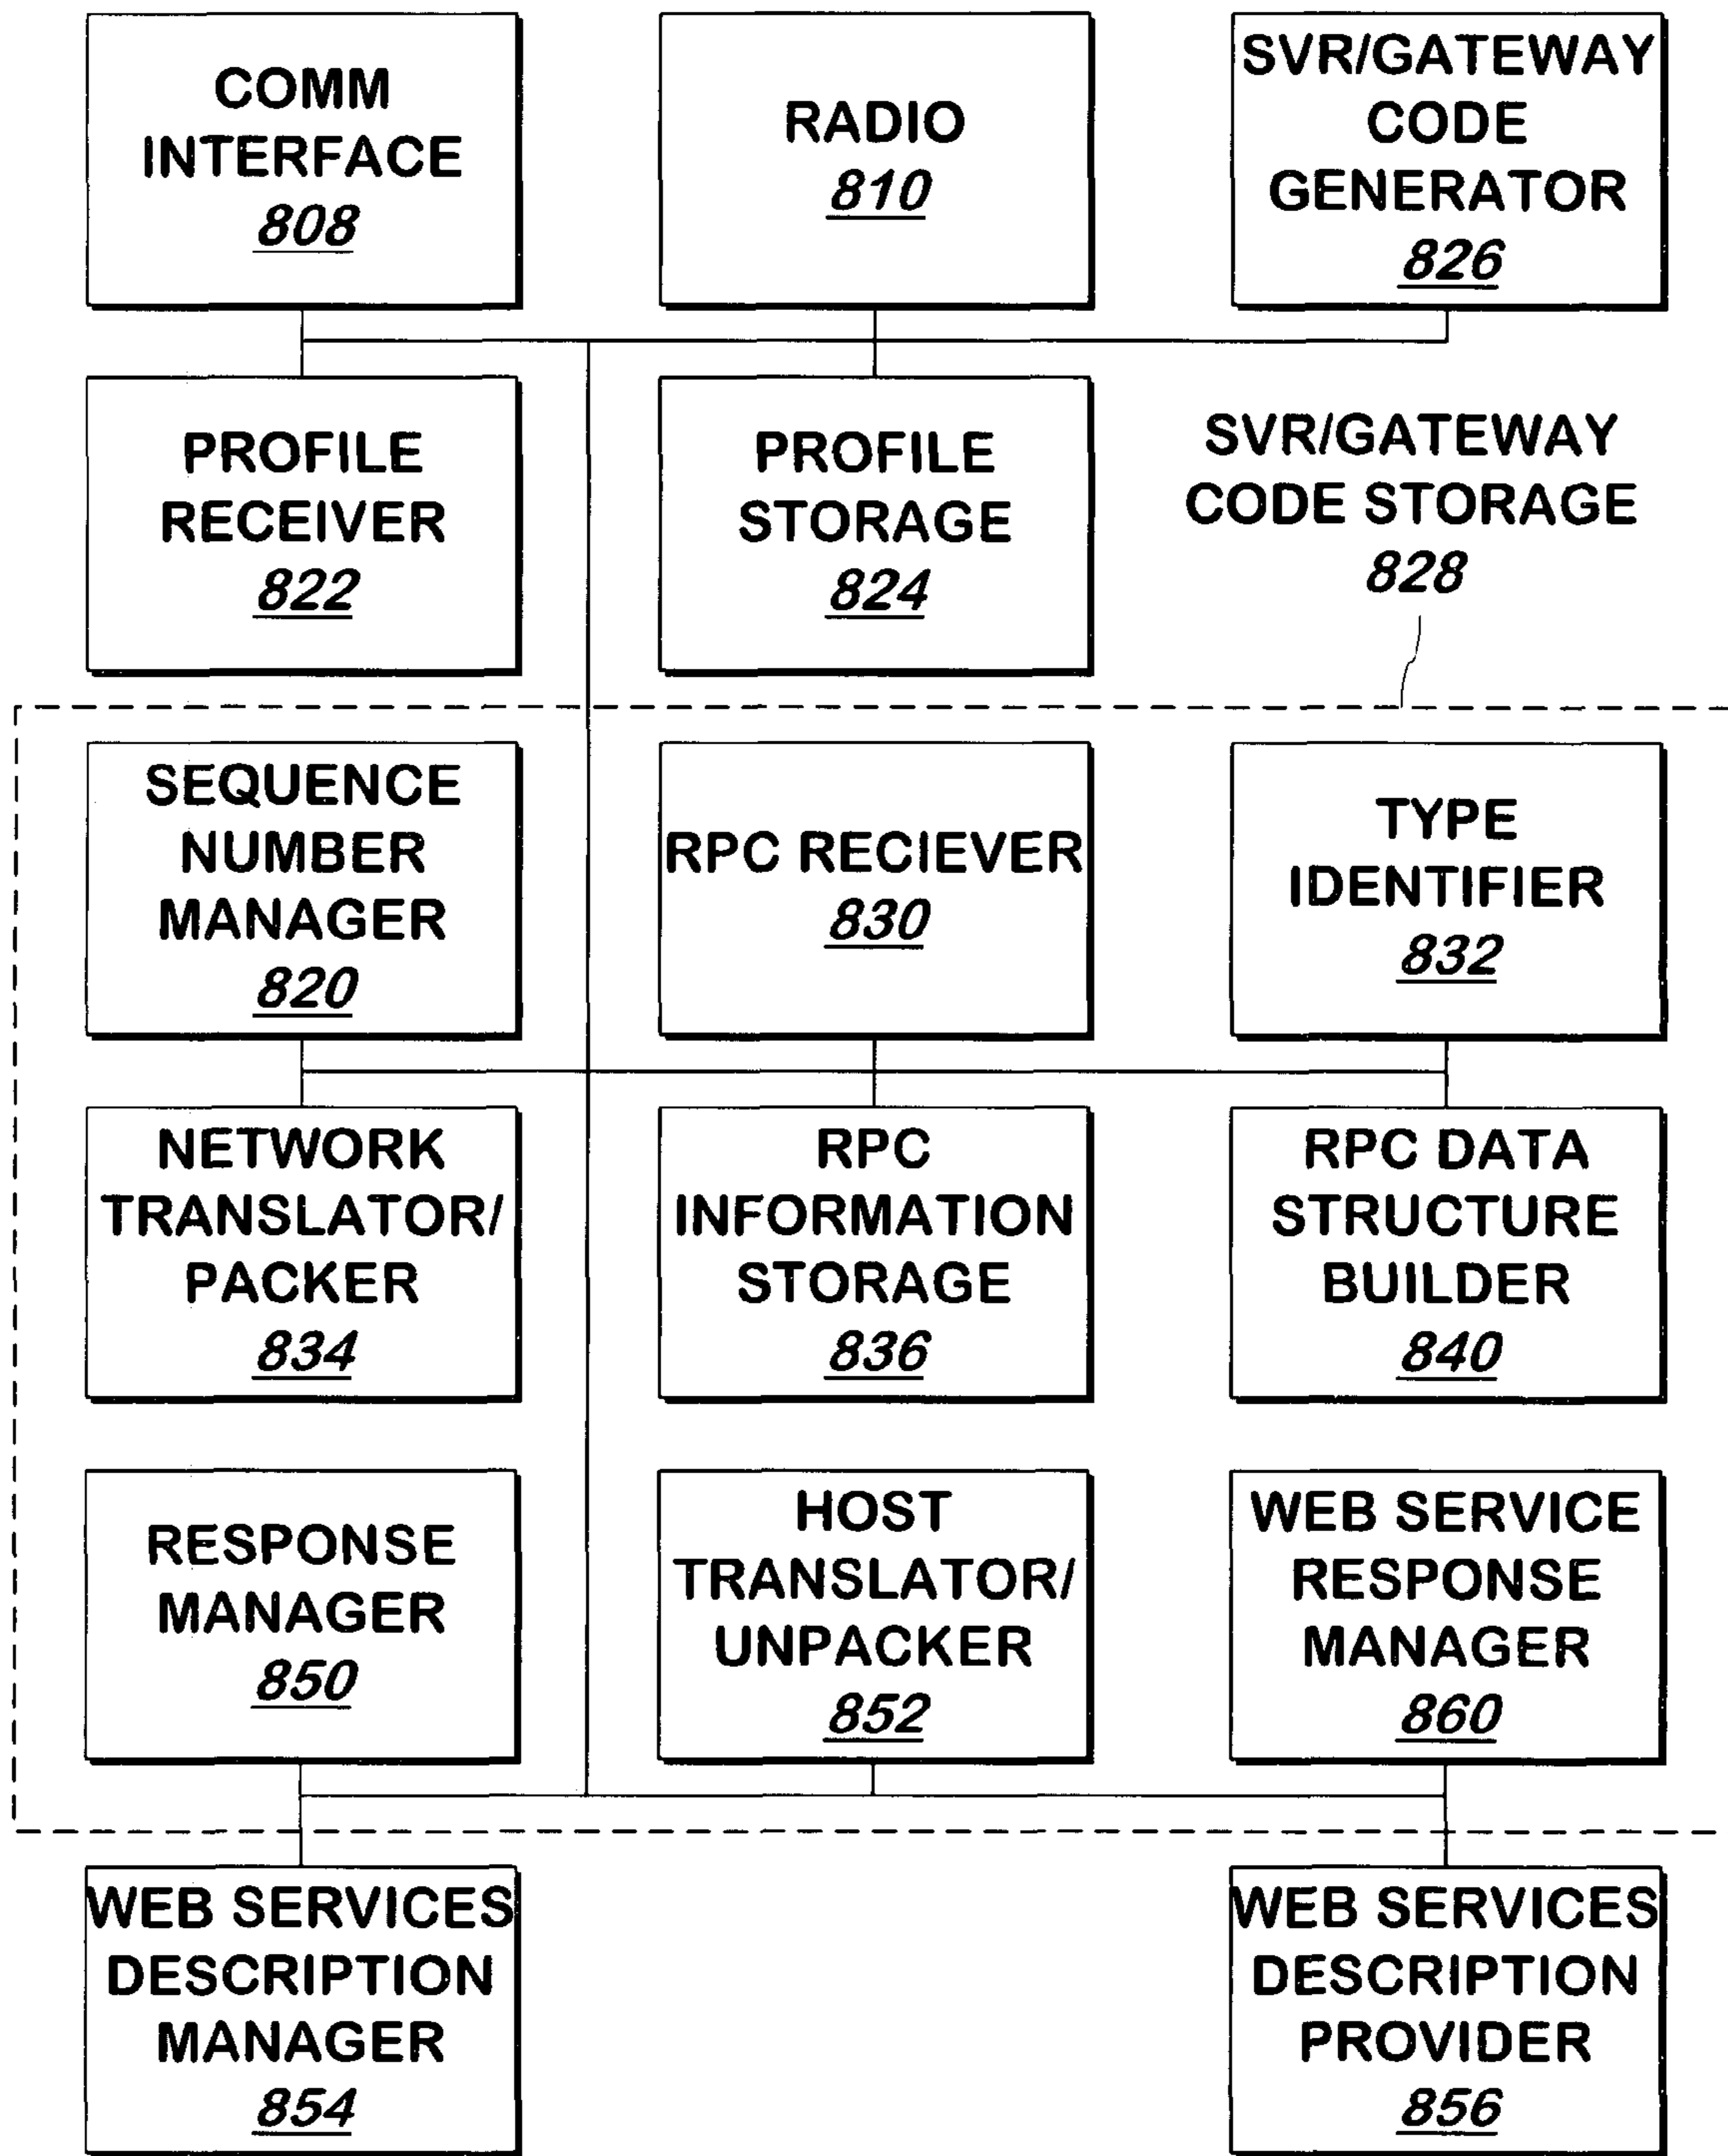 COMM
INTERFACE
808
RADIO
810
SVR/GATEWAY
CODE
GENERATOR
826
PROFILE
RECEIVER
822
PROFILE
STORAGE
824
SVR/GATEWAY
CODE STORAGE
828
SEQUENCE
NUMBER
MANAGER
820
RPC RECIEVER
830
TYPE
IDENTIFIER
832
NETWORK
TRANSLATOR/
PACKER
834
RPC
INFORMATION
STORAGE
836
RPC DATA
STRUCTURE
BUILDER
840
RESPONSE
MANAGER
850
HOST
TRANSLATOR/
UNPACKER
852
WEB SERVICE
RESPONSE
MANAGER
860
WEB SERVICES
DESCRIPTION
MANAGER
854
WEB SERVICES
DESCRIPTION
PROVIDER
856